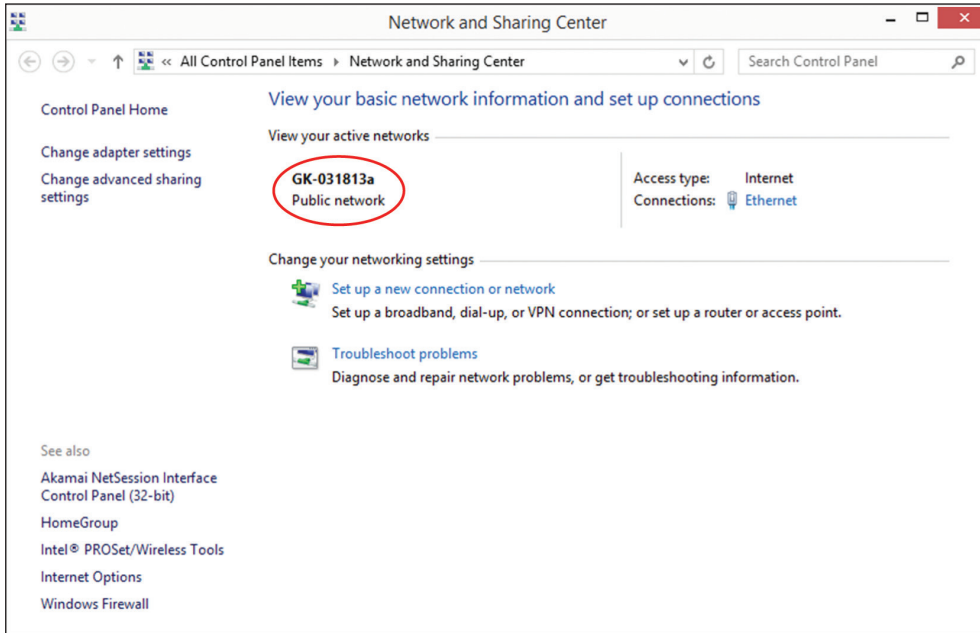 Network and Sharing Center
« All Control Panel Items Network and Sharing Center
Search Control Panel
Control Panel Home
Change adapter settings
Change advanced sharing
settings
View your basic network information and set up connections
View your active networks
GK-031813a
Public network
Access type: Internet
Connections: Ethernet
Change your networking settings
Set up a new connection or network
Set up a broadband, dial-up, or VPN connection; or set up a router or access point.
Troubleshoot problems
Diagnose and repair network problems, or get troubleshooting information.
See also
Akamai NetSession Interface
Control Panel (32-bit)
HomeGroup
Intel® PROSet/Wireless Tools
Internet Options
Windows Firewall